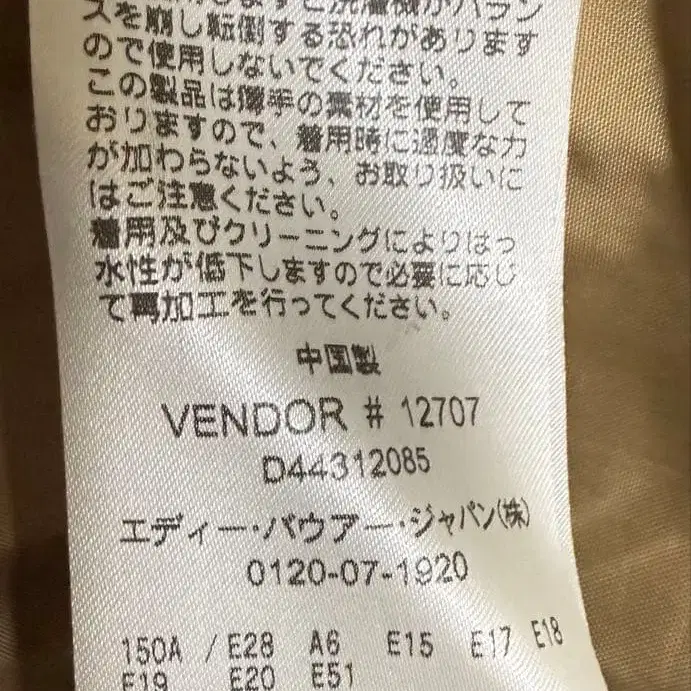 洗濯機がバラン
スを崩し転倒する恐れがあります
ので使用しないでください。
この製品は薄手の素材を使用して
おりますので、着用時に過度な力
が加わらないよう、お取り扱いに
はご注意ください。
着用及びクリーニングによりはっ
水性が低下しますので必要に応じ
て再加工を行ってください。
中国製
VENDOR # 12707
D44312085
エディー・バウアー・ジャパン(株)
0120-07-1920
150A / E28 A6 E15 E17 E18
E19 E20 E51